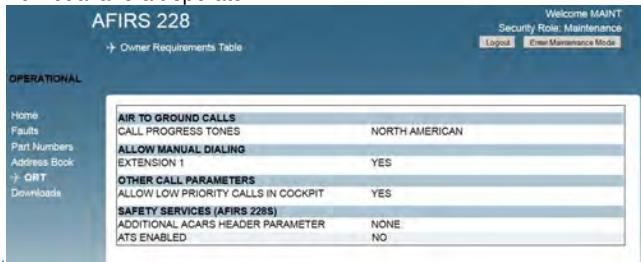 AFIRS 228
Welcome MAINT
Security Role: Maintenance
Owner Requirements Table
Logout Enter Maintenance Mode
OPERATIONAL
Home
Faults
Part Numbers
Address Book
ORT
Downloads
AIR TO GROUND CALLS
CALL PROGRESS TONES NORTH AMERICAN
ALLOW MANUAL DIALING
EXTENSION 1 YES
OTHER CALL PARAMETERS
ALLOW LOW PRIORITY CALLS IN COCKPIT YES
SAFETY SERVICES (AFIRS 228S)
ADDITIONAL ACARS HEADER PARAMETER NONE
ATS ENABLED NO